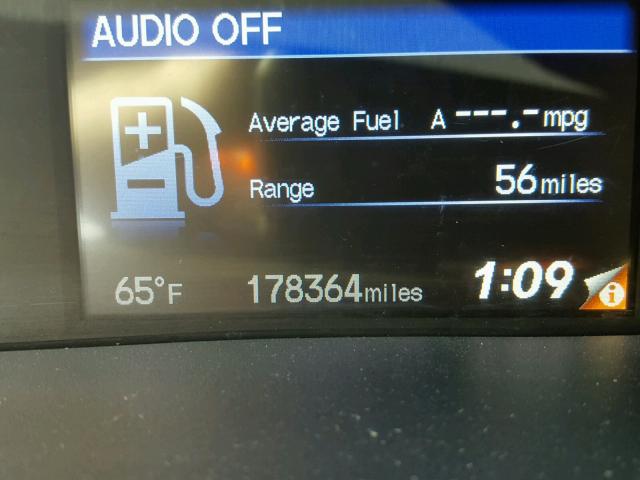 AUDIO OFF
Average Fuel A ---.- mpg
Range 56 miles
65°F 178364 miles 1:09 i